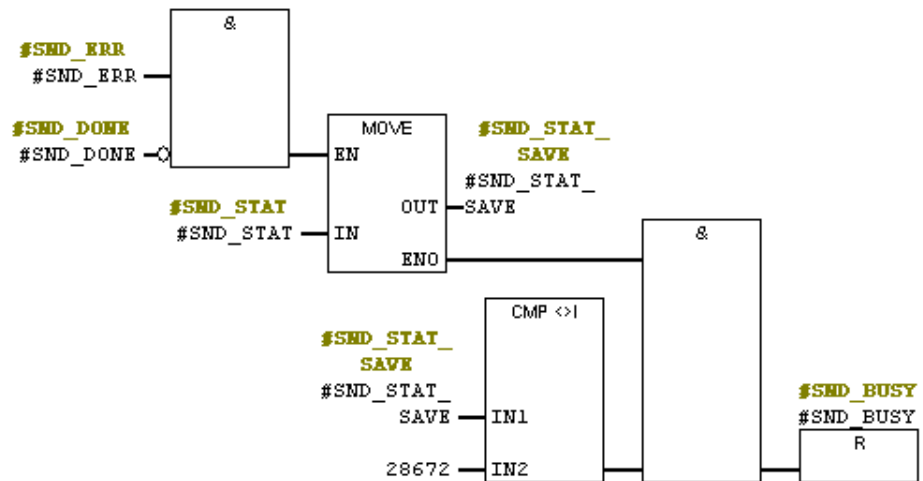 &
#SND_ERR
#SND_ERR
#SND_DONE
#SND_DONE
MOVE
EN
#SND_STAT_
SAVE
#SND_STAT_
SAVE
OUT
#SND_STAT
#SND_STAT
IN
ENO
&
CMP <>I
#SND_STAT_
SAVE
#SND_STAT_
SAVE
IN1
28672
IN2
#SND_BUSY
#SND_BUSY
R